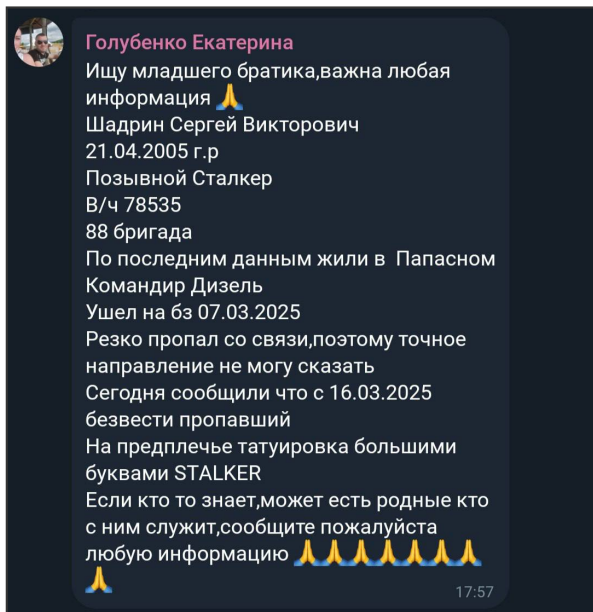 Голубенко Екатерина
Ищу младшего братика,важна любая
информация 🙏
Шадрин Сергей Викторович
21.04.2005 г.р
Позывной Сталкер
В/ч 78535
88 бригада
По последним данным жили в  Папасном
Командир Дизель
Ушел на бз 07.03.2025
Резко пропал со связи,поэтому точное
направление не могу сказать
Сегодня сообщили что с 16.03.2025
безвести пропавший
На предплечье татуировка большими
буквами STALKER
Если кто то знает,может есть родные кто
с ним служит,сообщите пожалуйста
любую информацию 🙏🙏🙏🙏🙏🙏🙏
🙏
17:57